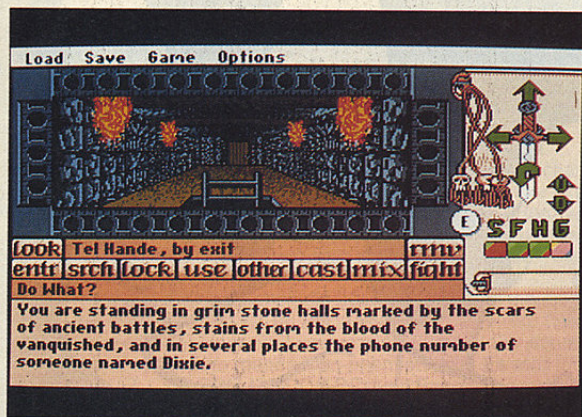 Load Save Game Options
U
D
E
S F H G
look Tel Hande, by exit rmv
entr srch lock use other cast mix fight
Do What?
You are standing in grim stone halls marked by the scars
of ancient battles, stains from the blood of the
vanquished, and in several places the phone number of
someone named Dixie.